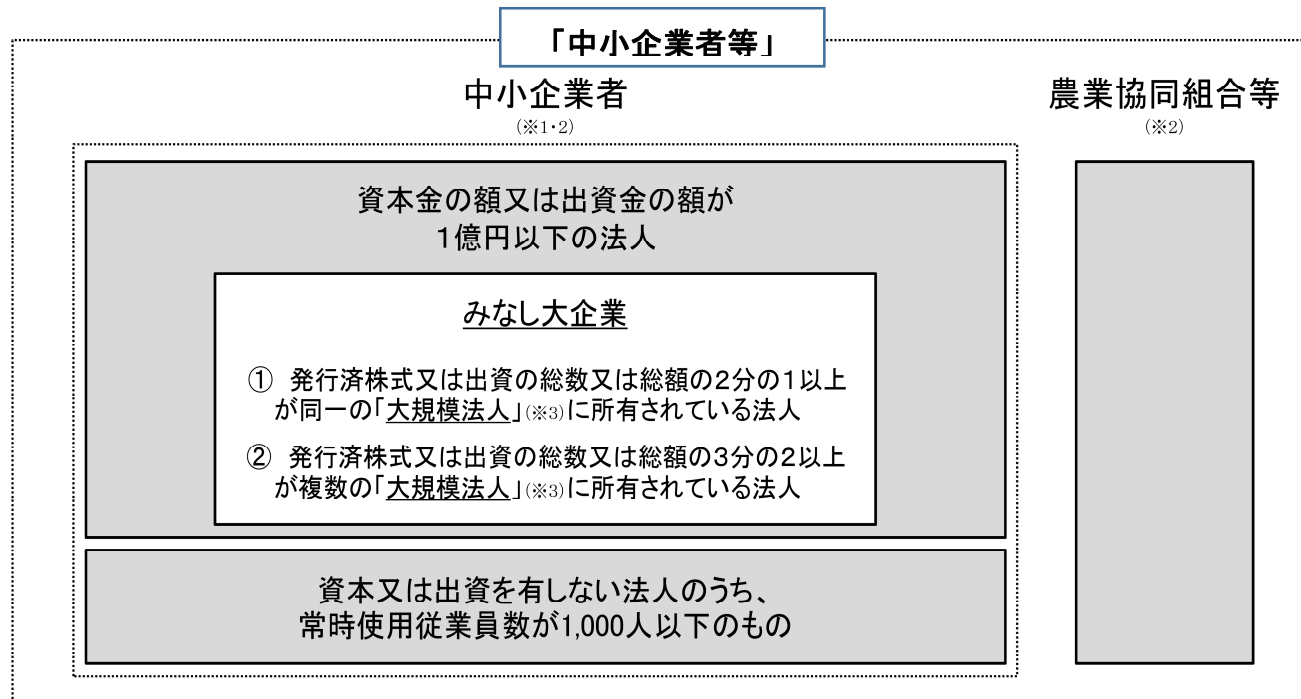 「中小企業者等」
中小企業者
(※1・2)
農業協同組合等
(※2)
資本金の額又は出資金の額が
1億円以下の法人
みなし大企業
① 発行済株式又は出資の総数又は総額の2分の1以上
が同一の「大規模法人」(※3)に所有されている法人
② 発行済株式又は出資の総数又は総額の3分の2以上
が複数の「大規模法人」(※3)に所有されている法人
資本又は出資を有しない法人のうち、
常時使用従業員数が1,000人以下のもの